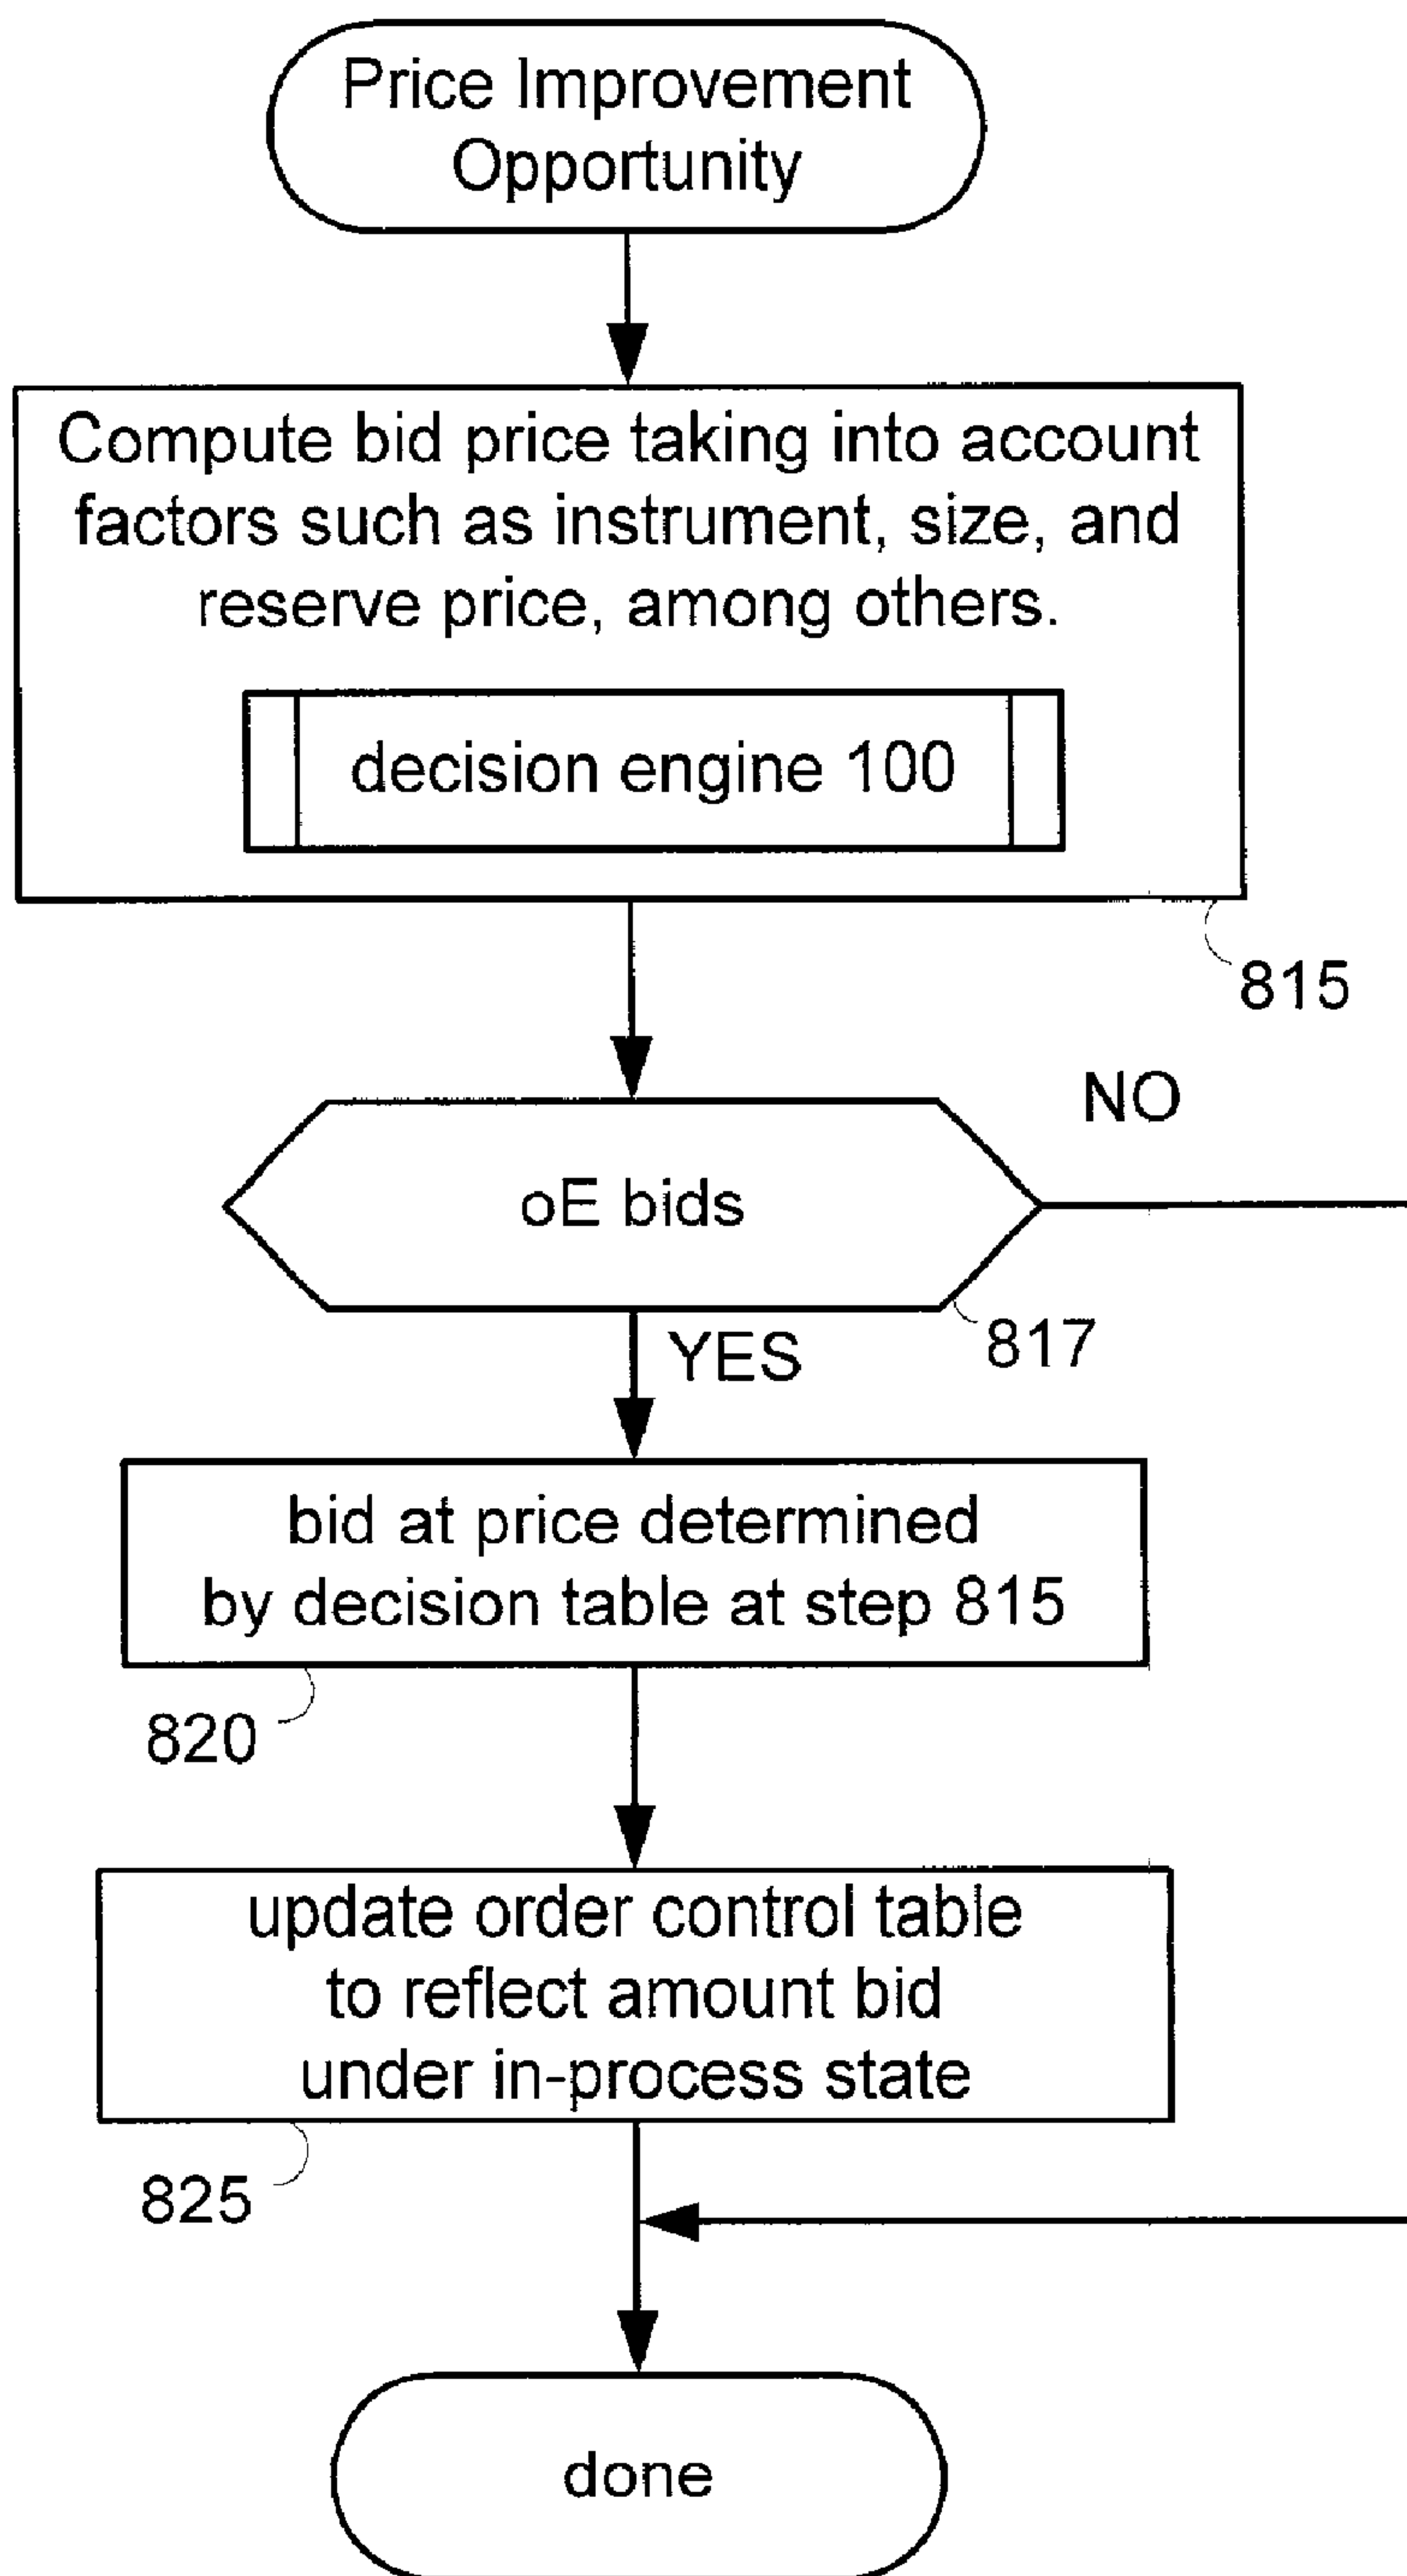 Price Improvement
Opportunity
Compute bid price taking into account
factors such as instrument, size, and
reserve price, among others.
decision engine 100
815
NO
oE bids
817
YES
bid at price determined
by decision table at step 815
820
update order control table
to reflect amount bid
under in-process state
825
done